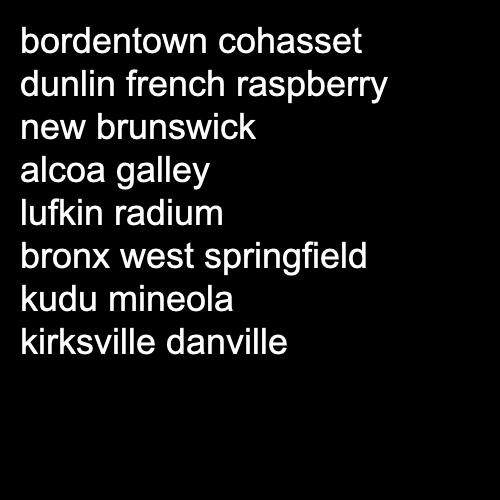 bordentown cohasset
dunlin french raspberry
new brunswick
alcoa galley
lufkin radium
bronx west springfield
kudu mineola
kirksville danville